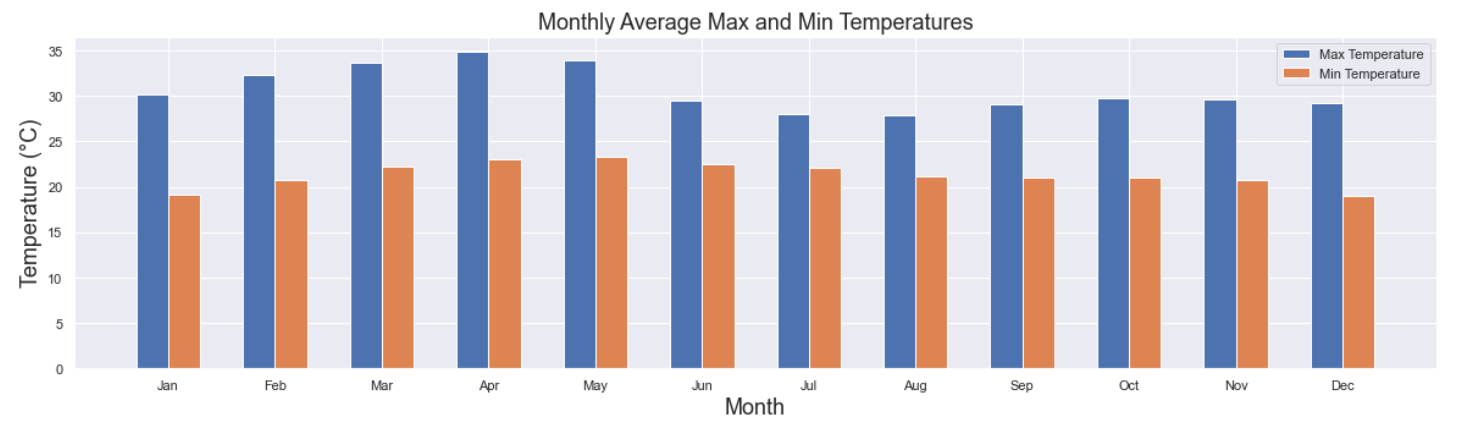 Monthly Average Max and Min Temperatures
Max Temperature
Min Temperature
Temperature (°C)
35
30
25
20
15
10
5
0
Jan Feb Mar Apr May Jun Jul Aug Sep Oct Nov Dec
Month